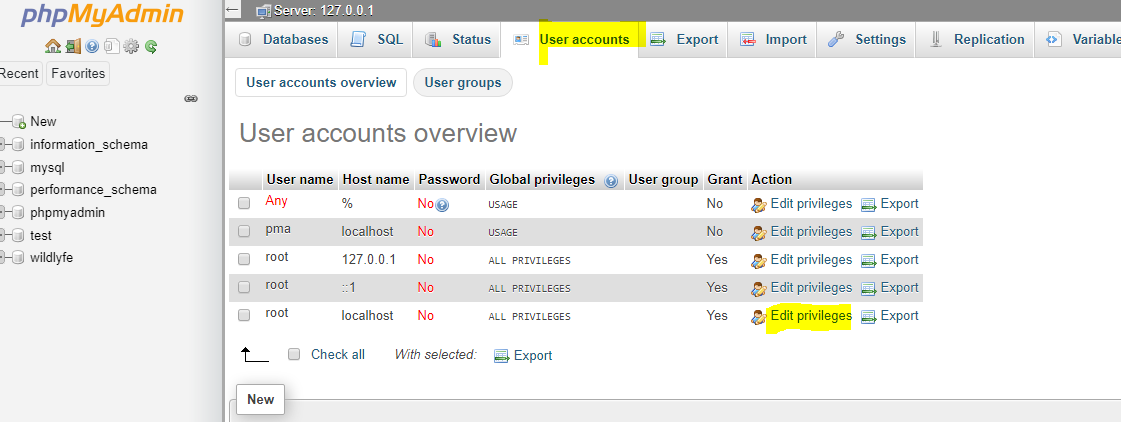 phpMyAdmin
Recent Favorites
New
information_schema
mysql
performance_schema
phpmyadmin
test
wildlyfe
Server: 127.0.0.1
Databases SQL Status User accounts Export Import Settings Replication Variable
User accounts overview User groups
User accounts overview
User name Host name Password Global privileges User group Grant Action
Any % No USAGE No Edit privileges Export
pma localhost No USAGE No Edit privileges Export
root 127.0.0.1 No ALL PRIVILEGES Yes Edit privileges Export
root ::1 No ALL PRIVILEGES Yes Edit privileges Export
root localhost No ALL PRIVILEGES Yes Edit privileges Export
Check all With selected: Export
New